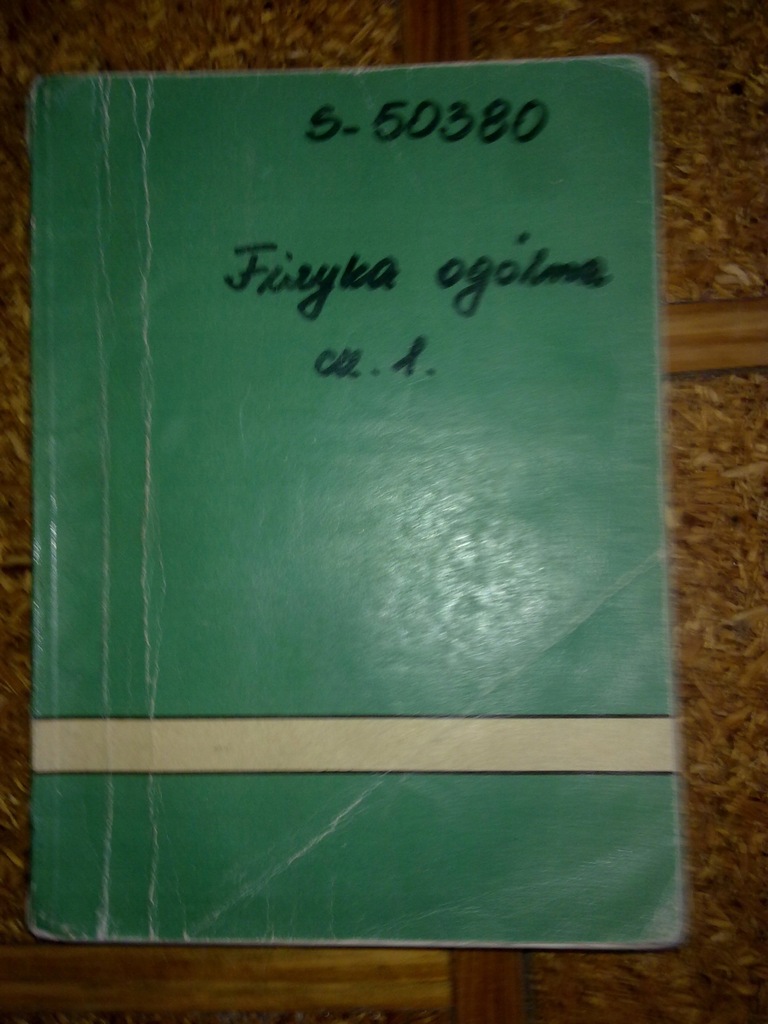 S-50380
Fizyka ogólna
cz. 1.